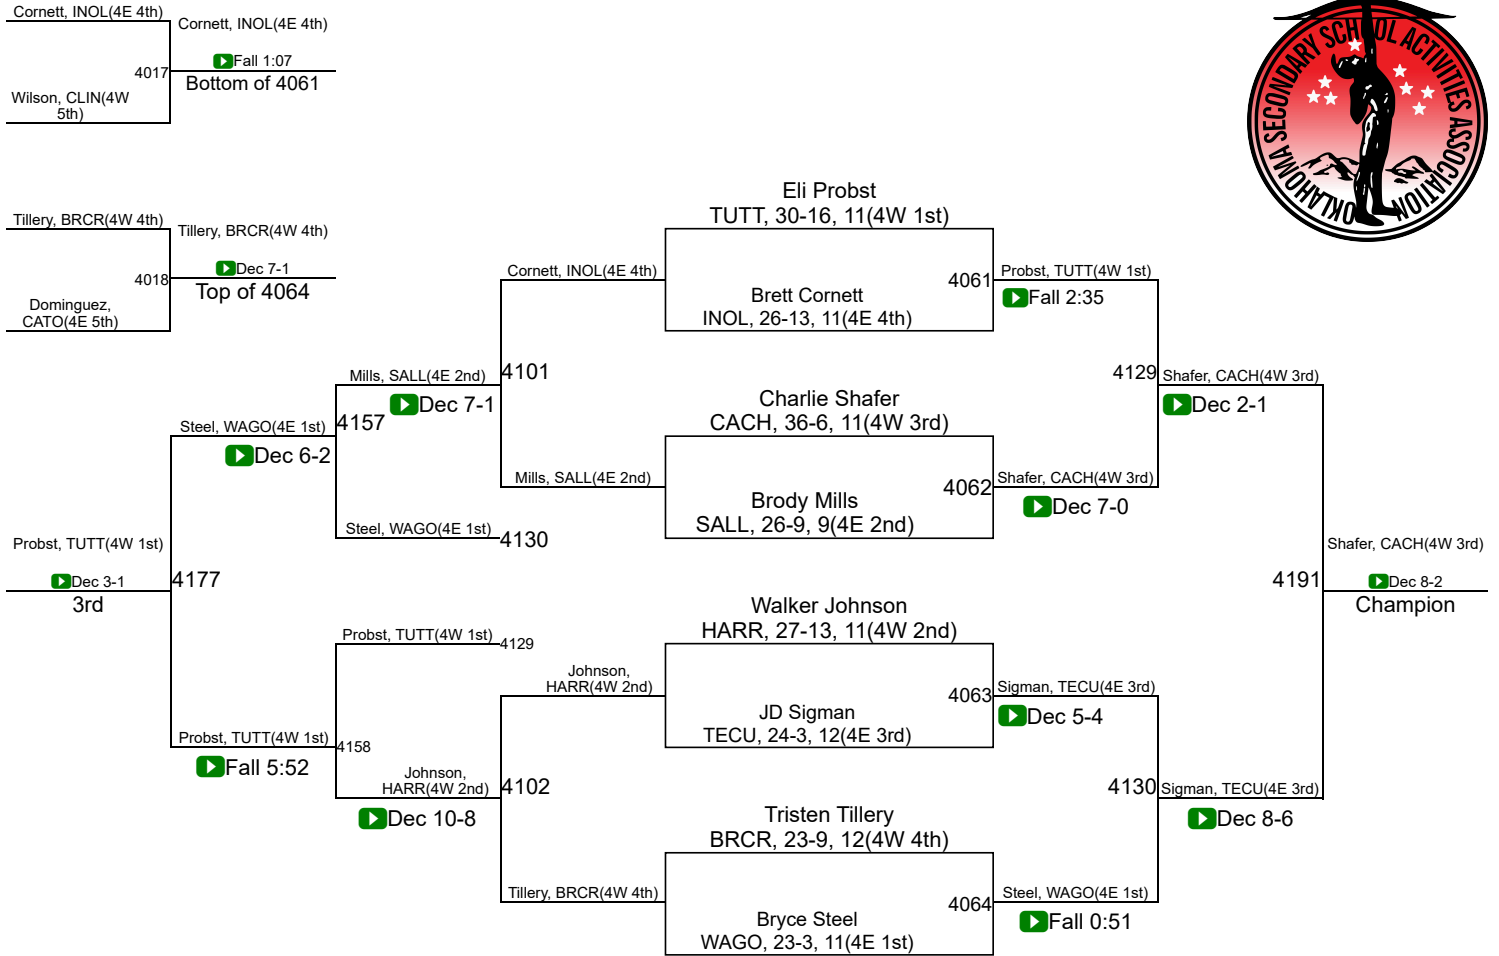 Cornett, INOL(4E 4th)
Cornett, INOL(4E 4th)
Fall 1:07
4017
Bottom of 4061
Wilson, CLIN(4W
5th)
OKLAHOMA SECONDARY SCHOOL ACTIVITIES ASSOCIATION
Tillery, BRCR(4W 4th)
Tillery, BRCR(4W 4th)
Dec 7-1
4018
Top of 4064
Dominguez,
CATO(4E 5th)
Eli Probst
TUTT, 30-16, 11(4W 1st)
Cornett, INOL(4E 4th)
4061
Probst, TUTT(4W 1st)
Brett Cornett
INOL, 26-13, 11(4E 4th)
Fall 2:35
Mills, SALL(4E 2nd)
4101
Dec 7-1
4129
Shafer, CACH(4W 3rd)
Dec 2-1
Charlie Shafer
CACH, 36-6, 11(4W 3rd)
Steel, WAGO(4E 1st)
4157
Dec 6-2
Mills, SALL(4E 2nd)
4062
Shafer, CACH(4W 3rd)
Brody Mills
SALL, 26-9, 9(4E 2nd)
Dec 7-0
Steel, WAGO(4E 1st)
4130
Probst, TUTT(4W 1st)
Dec 3-1
3rd
4177
4191
Shafer, CACH(4W 3rd)
Dec 8-2
Champion
Walker Johnson
HARR, 27-13, 11(4W 2nd)
Probst, TUTT(4W 1st)
4129
Johnson,
HARR(4W 2nd)
4063
Sigman, TECU(4E 3rd)
JD Sigman
TECU, 24-3, 12(4E 3rd)
Dec 5-4
Probst, TUTT(4W 1st)
4158
Fall 5:52
Johnson,
HARR(4W 2nd)
4102
Dec 10-8
4130
Sigman, TECU(4E 3rd)
Dec 8-6
Tristen Tillery
BRCR, 23-9, 12(4W 4th)
Tillery, BRCR(4W 4th)
4064
Steel, WAGO(4E 1st)
Bryce Steel
WAGO, 23-3, 11(4E 1st)
Fall 0:51